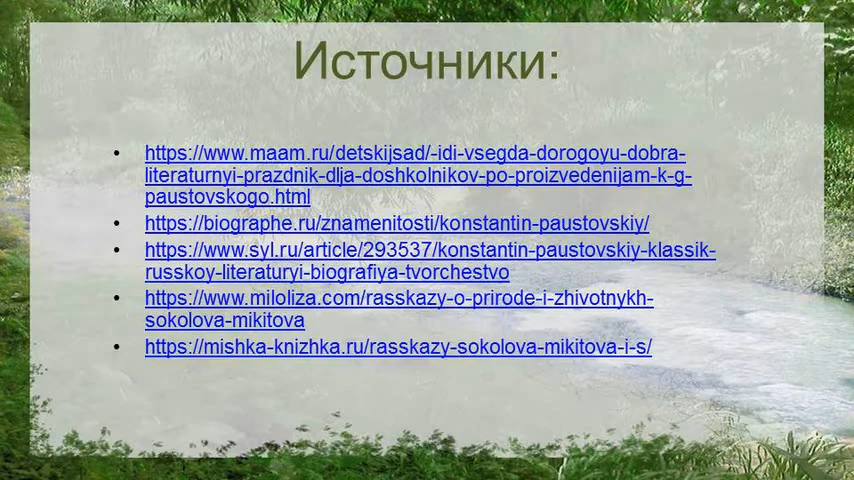 Источники:
• https://www.maam.ru/detskijsad/-idi-vsegda-dorogoyu-dobra-
literaturnyi-prazdnik-dlja-doshkolnikov-po-proizvedenijam-k-g-
paustovskogo.html
• https://biographe.ru/znamenitosti/konstantin-paustovskiy/
• https://www.syl.ru/article/293537/konstantin-paustovskiy-klassik-
russkoy-literaturyi-biografiya-tvorchestvo
• https://www.miloliza.com/rasskazy-o-prirode-i-zhivotnykh-
sokolova-mikitova
• https://mishka-knizhka.ru/rasskazy-sokolova-mikitova-i-s/